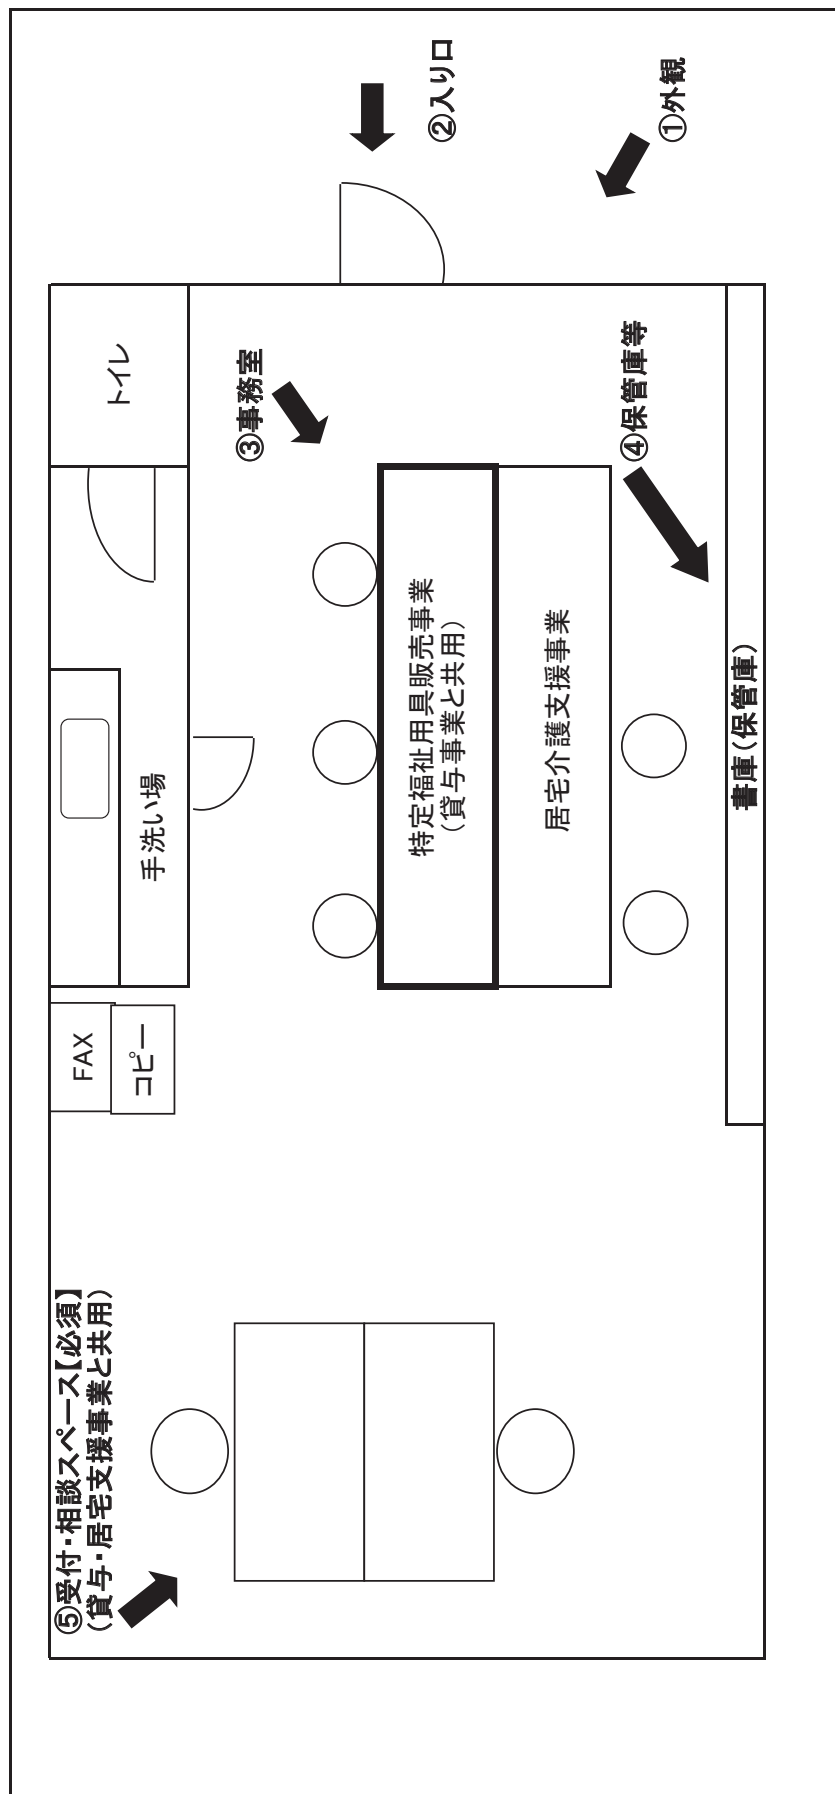 ①外観
②入り口
トイレ
③事務室
④保管庫等
特定福祉用具販売事業
（貸与事業と共用）
居宅介護支援事業
手洗い場
書庫（保管庫）
FAX
コピー
⑤受付・相談スペース【必須】
（貸与・居宅支援事業と共用）